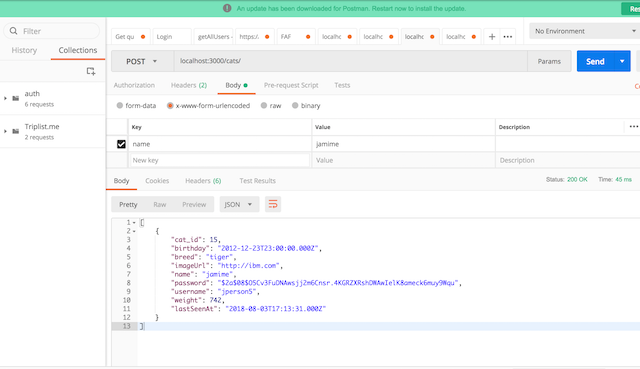 An update has been downloaded for Postman. Restart now to install the update.
Filter
History Collections
auth
6 requests
Triplist.me
2 requests
Get qu Login getAllUsers https:/ FAF localhc localhc localhc localhc
No Environment
POST localhost:3000/cats/ Params Send
Authorization Headers (2) Body Pre-request Script Tests
form-data x-www-form-urlencoded raw binary
Key Value Description
name jamime
New key Value Description
Body Cookies Headers (6) Test Results Status: 200 OK Time: 45 ms
Pretty Raw Preview JSON
1 [
2 {
3 "cat_id": 15,
4 "birthday": "2012-12-23T23:00:00.000Z",
5 "breed": "tiger",
6 "imageUrl": "http://ibm.com",
7 "name": "jamime",
8 "password":
9 "username": "jperson5",
10 "weight": 742,
11 "lastSeenAt": "2018-08-03T17:13:31.000Z"
12 }
13 ]